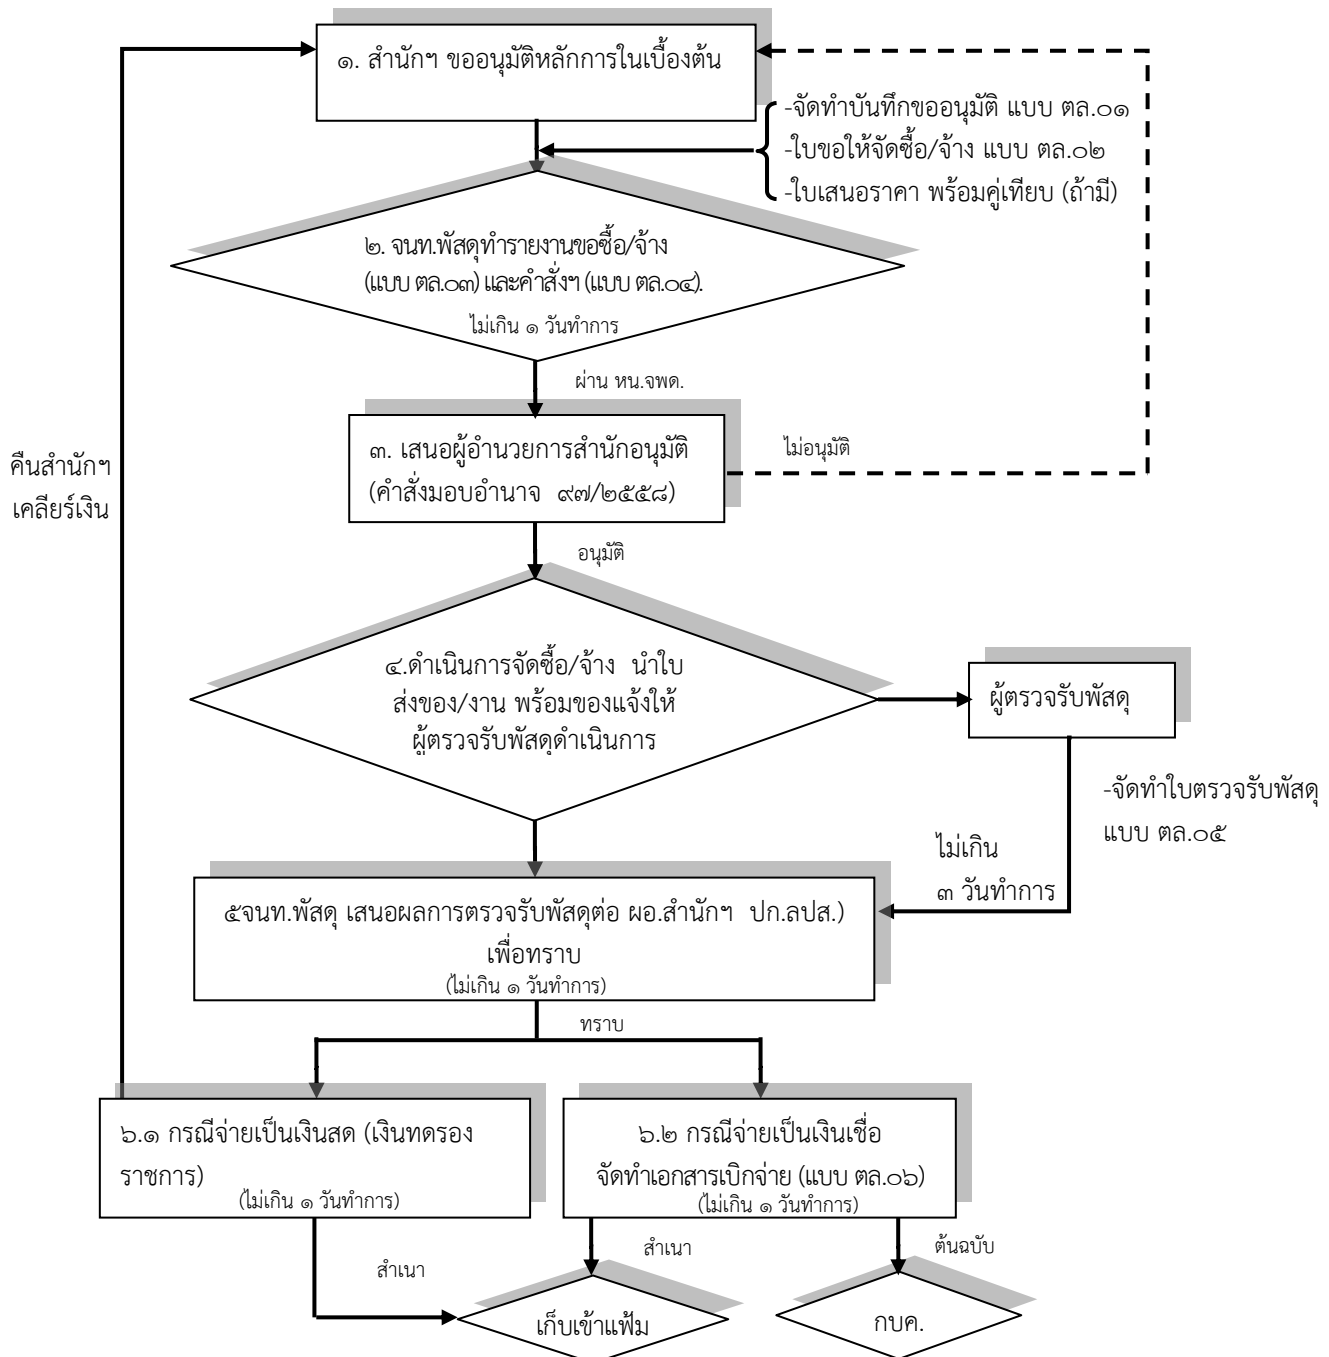 ๑. สำนักฯ ขออนุมัติหลักการในเบื้องต้น
-จัดทำบันทึกขออนุมัติ แบบ ตล.๐๑
-ใบขอให้จัดซื้อ/จ้าง แบบ ตล.๐๒
-ใบเสนอราคา พร้อมคู่เทียบ (ถ้ามี)
๒. จนท.พัสดุทำรายงานขอซื้อ/จ้าง
(แบบ ตล.๐๓) และคำสั่งฯ (แบบ ตล.๐๔).
ไม่เกิน ๑ วันทำการ
ผ่าน หน.จพด.
๓. เสนอผู้อำนวยการสำนักอนุมัติ
(คำสั่งมอบอำนาจ ๙๗/๒๕๕๘)
ไม่อนุมัติ
คืนสำนักฯ
เคลียร์เงิน
อนุมัติ
๔.ดำเนินการจัดซื้อ/จ้าง นำใบ
ส่งของ/งาน พร้อมของแจ้งให้
ผู้ตรวจรับพัสดุดำเนินการ
ผู้ตรวจรับพัสดุ
-จัดทำใบตรวจรับพัสดุ
แบบ ตล.๐๕
ไม่เกิน
๓ วันทำการ
๕จนท.พัสดุ เสนอผลการตรวจรับพัสดุต่อ ผอ.สำนักฯ ปก.ลปส.)
เพื่อทราบ
(ไม่เกิน ๑ วันทำการ)
ทราบ
๖.๑ กรณีจ่ายเป็นเงินสด (เงินทดรอง
ราชการ)
(ไม่เกิน ๑ วันทำการ)
๖.๒ กรณีจ่ายเป็นเงินเชื่อ
จัดทำเอกสารเบิกจ่าย (แบบ ตล.๐๖)
(ไม่เกิน ๑ วันทำการ)
สำเนา
สำเนา
ต้นฉบับ
เก็บเข้าแฟ้ม
กบค.